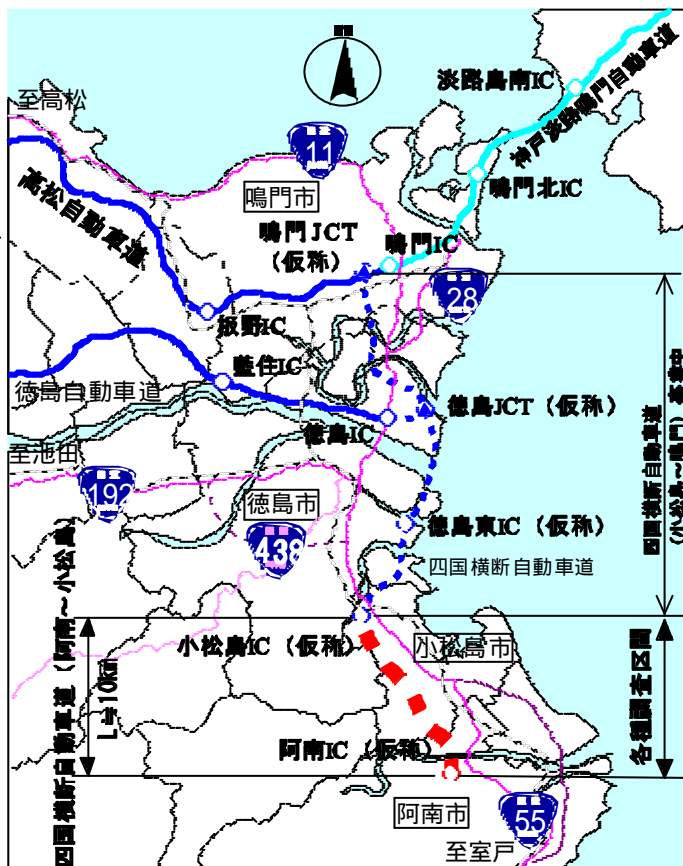 淡路島南IC
神戸淡路鳴門自動車道
至高松
11
鳴門北IC
高松自動車道
鳴門市
鳴門JCT
(仮称)
鳴門IC
28
板野IC
藍住IC
徳島自動車道
徳島JCT(仮称)
徳島IC
至池田
192
徳島市
徳島東IC(仮称)
438
四国横断自動車道
四国横断自動車道
(小松島～鳴門)事業中
小松島IC(仮称)
小松島市
四国横断自動車道(阿南～小松島)
L≒10km
各種調査区間
阿南IC(仮称)
阿南市
55
至室戸